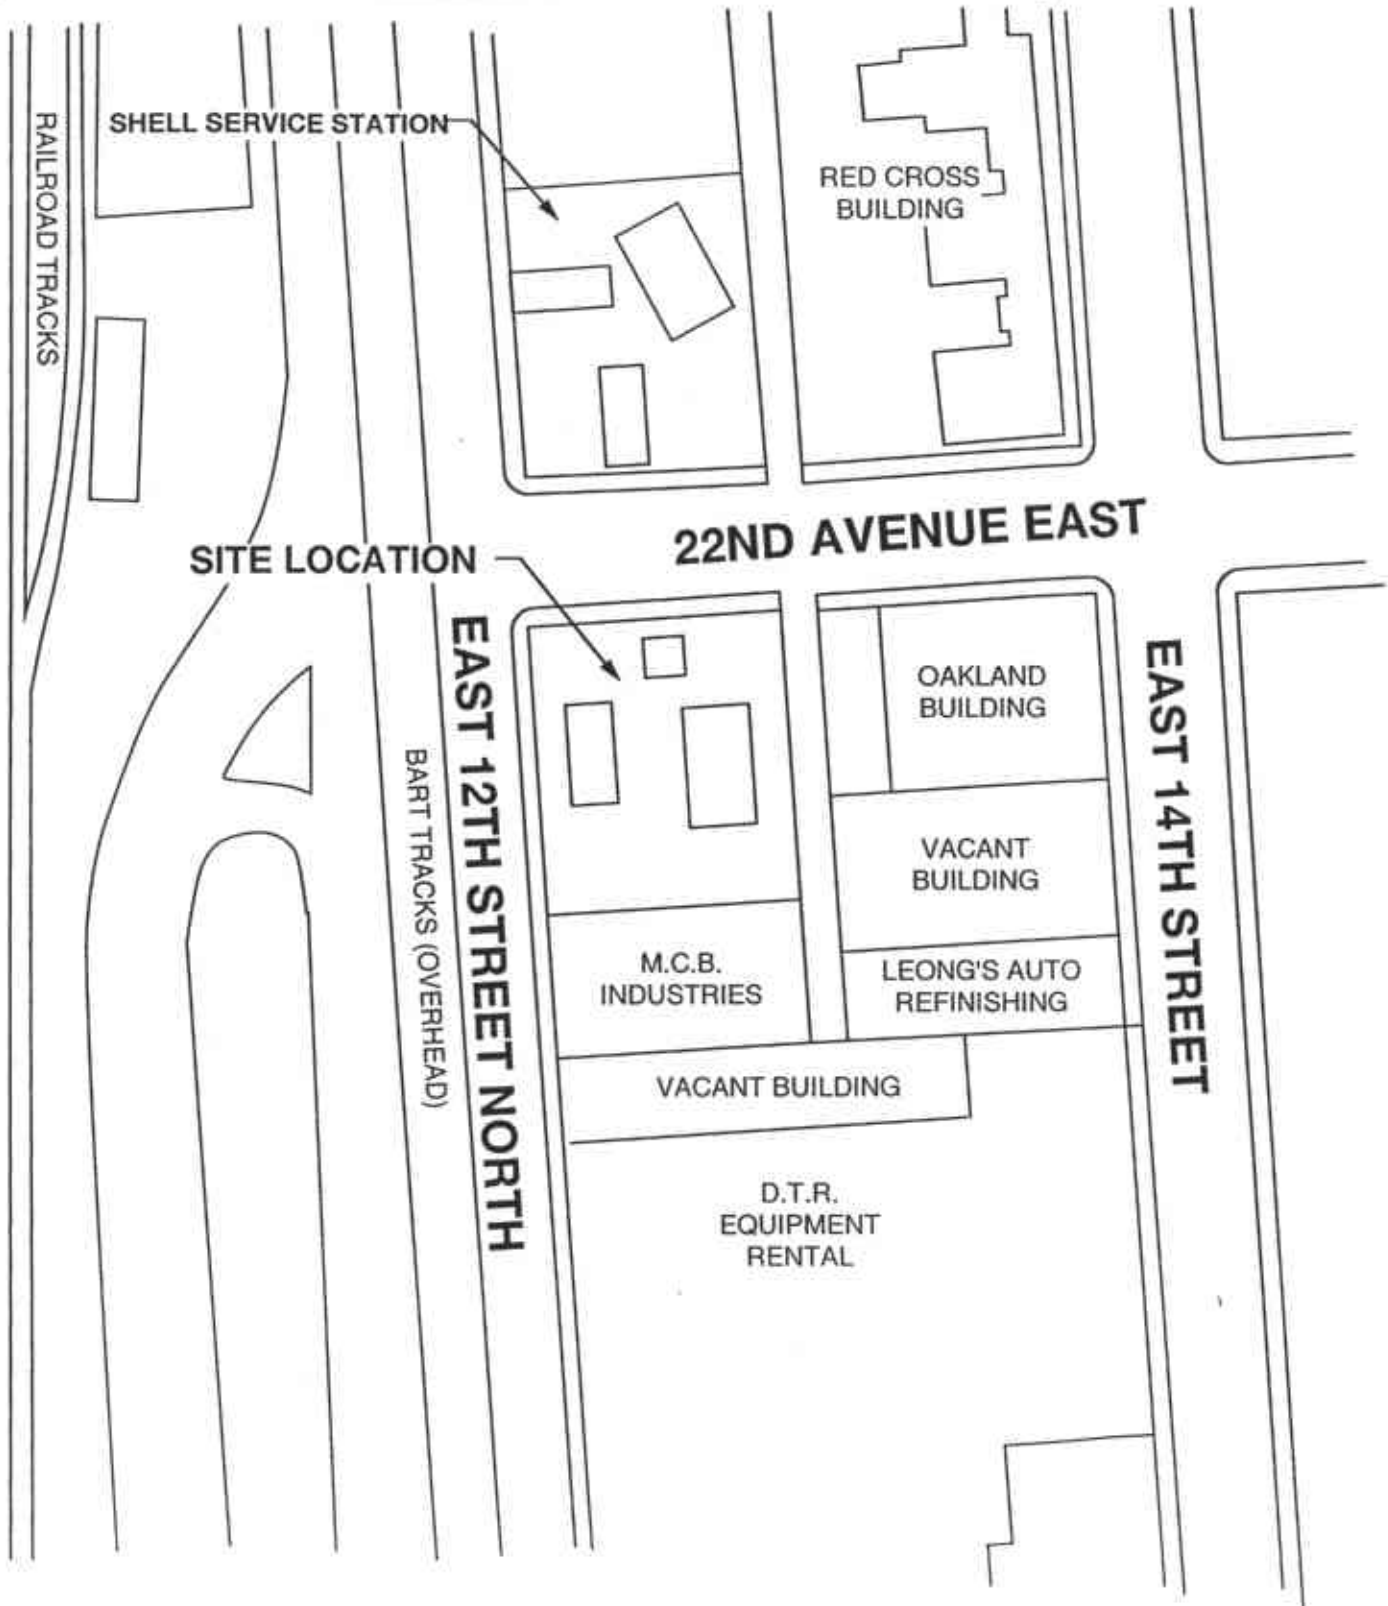 RAILROAD TRACKS
SHELL SERVICE STATION
RED CROSS
BUILDING
22ND AVENUE EAST
SITE LOCATION
EAST 12TH STREET NORTH
BART TRACKS (OVERHEAD)
OAKLAND
BUILDING
EAST 14TH STREET
VACANT
BUILDING
M.C.B.
INDUSTRIES
LEONG'S AUTO
REFINISHING
VACANT BUILDING
D.T.R.
EQUIPMENT
RENTAL